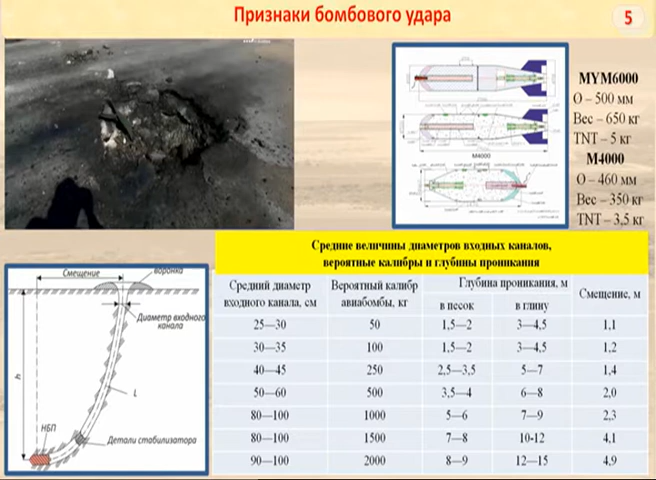 Признаки бомбового удара
5
М4000
МУМ6000
О – 500 мм
Вес – 650 кг
TNT – 5 кг
М4000
О – 460 мм
Вес – 350 кг
TNT – 3,5 кг
Смещение
воронка
Диаметр входного
канала
h
L
НБП
Детали стабилизатора
Средние величины диаметров входных каналов,
вероятные калибры и глубины проникания
Средний диаметр входного канала, см Вероятный калибр авиабомбы, кг Глубина проникания, м в песок в глину Смещение, м
25—30 50 1,5—2 3—4,5 1,1
30—35 100 1,5—2 3—4,5 1,2
40—45 250 2,5—3,5 5—7 1,4
50—60 500 3,5—4 6—8 2,0
80—100 1000 5—6 7—9 2,3
80—100 1500 7—8 10-12 4,1
90—100 2000 8—9 12—15 4,9